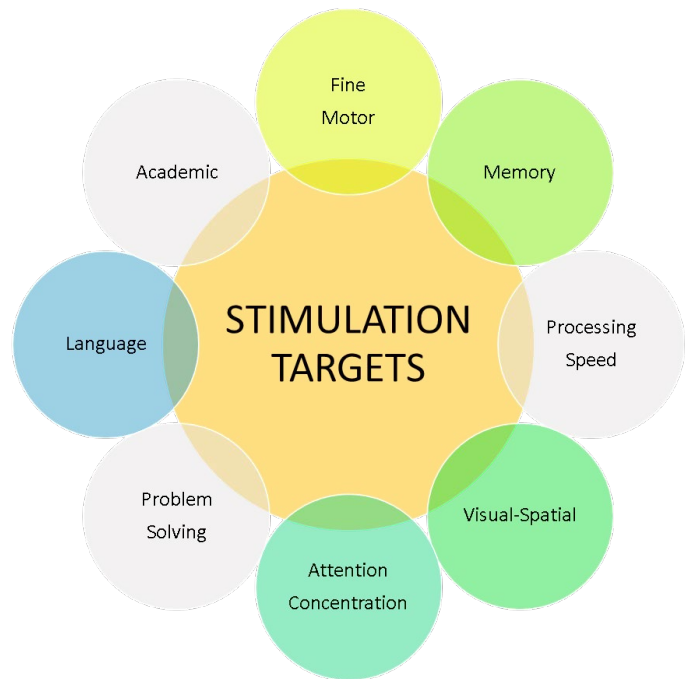 Fine
Motor
Academic
Memory
STIMULATION
TARGETS
Language
Processing
Speed
Problem
Solving
Visual-Spatial
Attention
Concentration